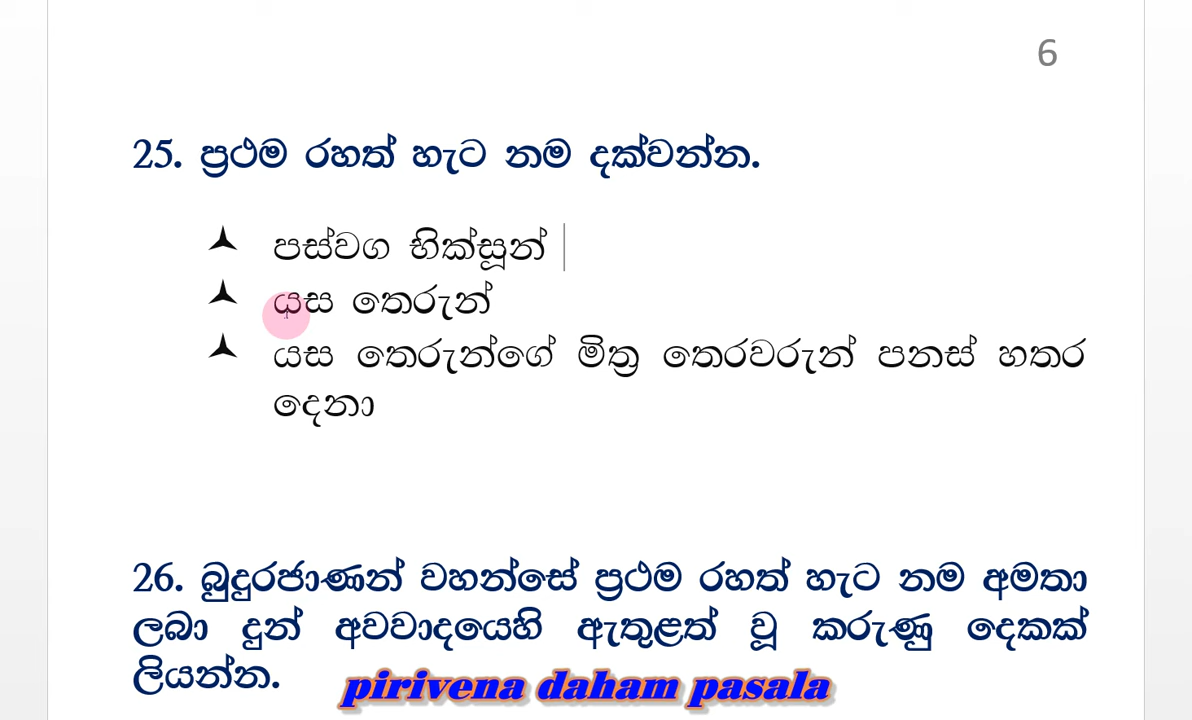 6
25. ප්‍රථම රහත් හැට නම දක්වන්න.
පස්වග භික්සූන්
යස තෙරුන්
යස තෙරුන්ගේ මිත්‍ර තෙරවරුන් පනස් හතර
දෙනා
26. බුදුරජාණන් වහන්සේ ප්‍රථම රහත් හැට නම අමතා
ලබා දුන් අවවාදයෙහි ඇතුළත් වූ කරුණු දෙකක්
ලියන්න.
pirivena daham pasala